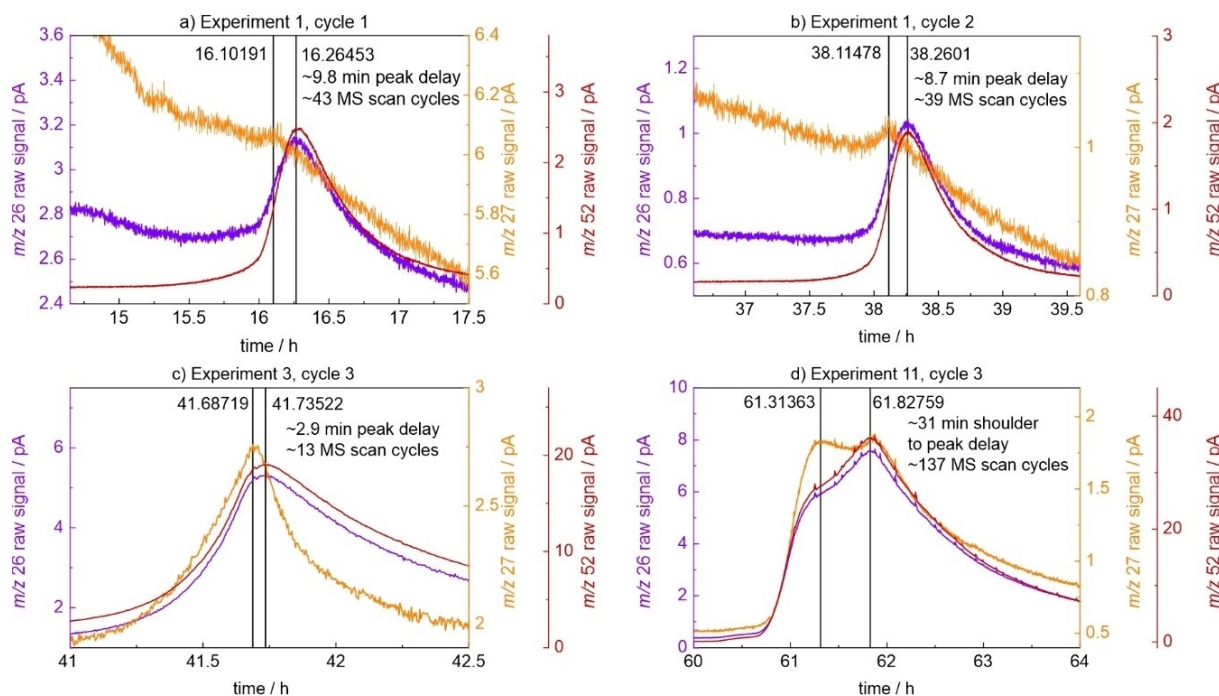 a) Experiment 1, cycle 1
3.6
3.4
3.2
3.0
2.8
2.6
2.4
m/z 26 raw signal / pA
16.10191
16.26453
~9.8 min peak delay
~43 MS scan cycles
6.4
6.2
6
5.8
5.6
m/z 27 raw signal / pA
3
2
1
0
m/z 52 raw signal / pA
15 15.5 16 16.5 17 17.5
time / h
b) Experiment 1, cycle 2
1.2
1
0.8
0.6
m/z 26 raw signal / pA
38.11478
38.2601
~8.7 min peak delay
~39 MS scan cycles
1
0.8
m/z 27 raw signal / pA
3
2
1
0
m/z 52 raw signal / pA
37 37.5 38 38.5 39 39.5
time / h
c) Experiment 3, cycle 3
6
4
2
m/z 26 raw signal / pA
41.68719
41.73522
~2.9 min peak delay
~13 MS scan cycles
3
2.5
2
m/z 27 raw signal / pA
20
10
0
m/z 52 raw signal / pA
41 41.5 42 42.5
time / h
d) Experiment 11, cycle 3
10
8
6
4
2
0
m/z 26 raw signal / pA
61.31363
61.82759
~31 min shoulder
to peak delay
~137 MS scan cycles
2
1.5
1
0.5
m/z 27 raw signal / pA
40
20
0
m/z 52 raw signal / pA
60 61 62 63 64
time / h